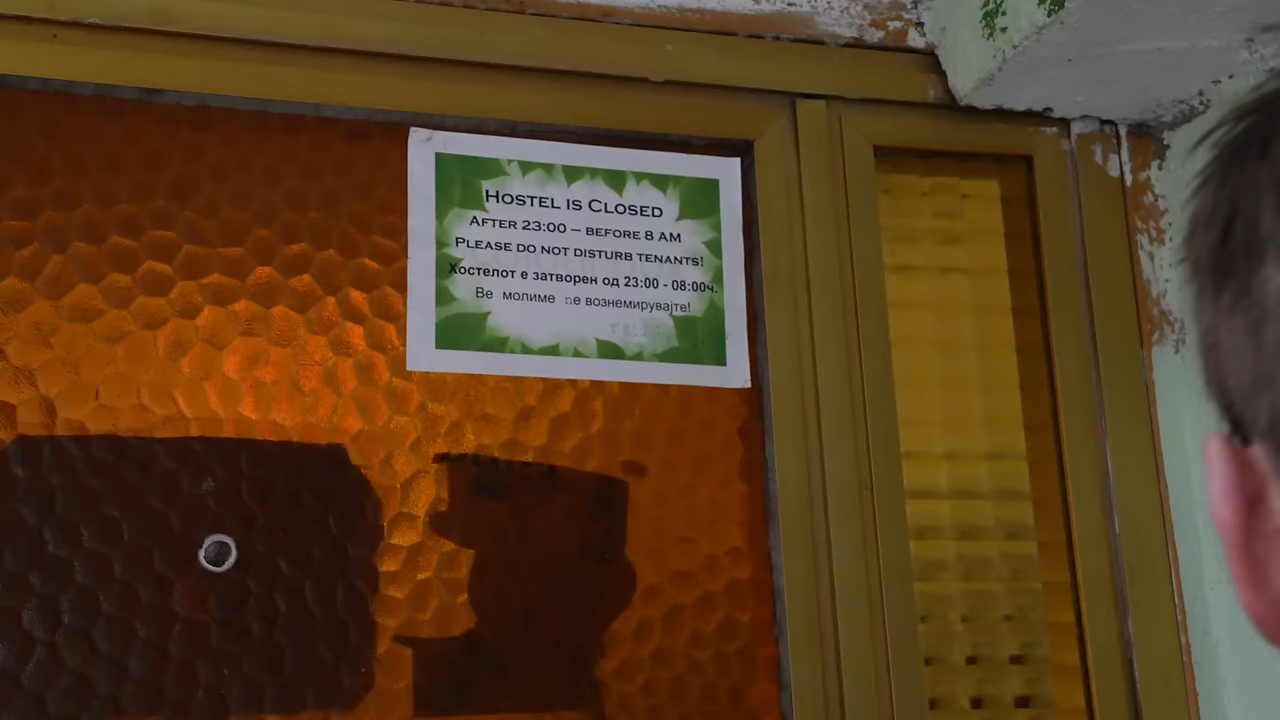 HOSTEL IS CLOSED
AFTER 23:00 – BEFORE 8 AM
PLEASE DO NOT DISTURB TENANTS!
Хостелот е затворен од 23:00 - 08:00ч.
Ве молиме не вознемирувајте!